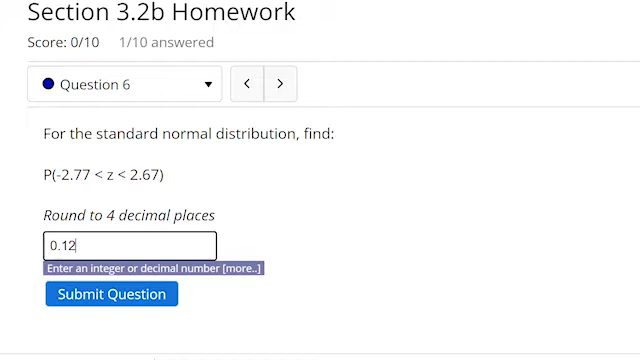 Section 3.2b Homework
Score: 0/10 1/10 answered
Question 6
For the standard normal distribution, find:
P(-2.77 < z < 2.67)
Round to 4 decimal places
0.12
Enter an integer or decimal number [more..]
Submit Question